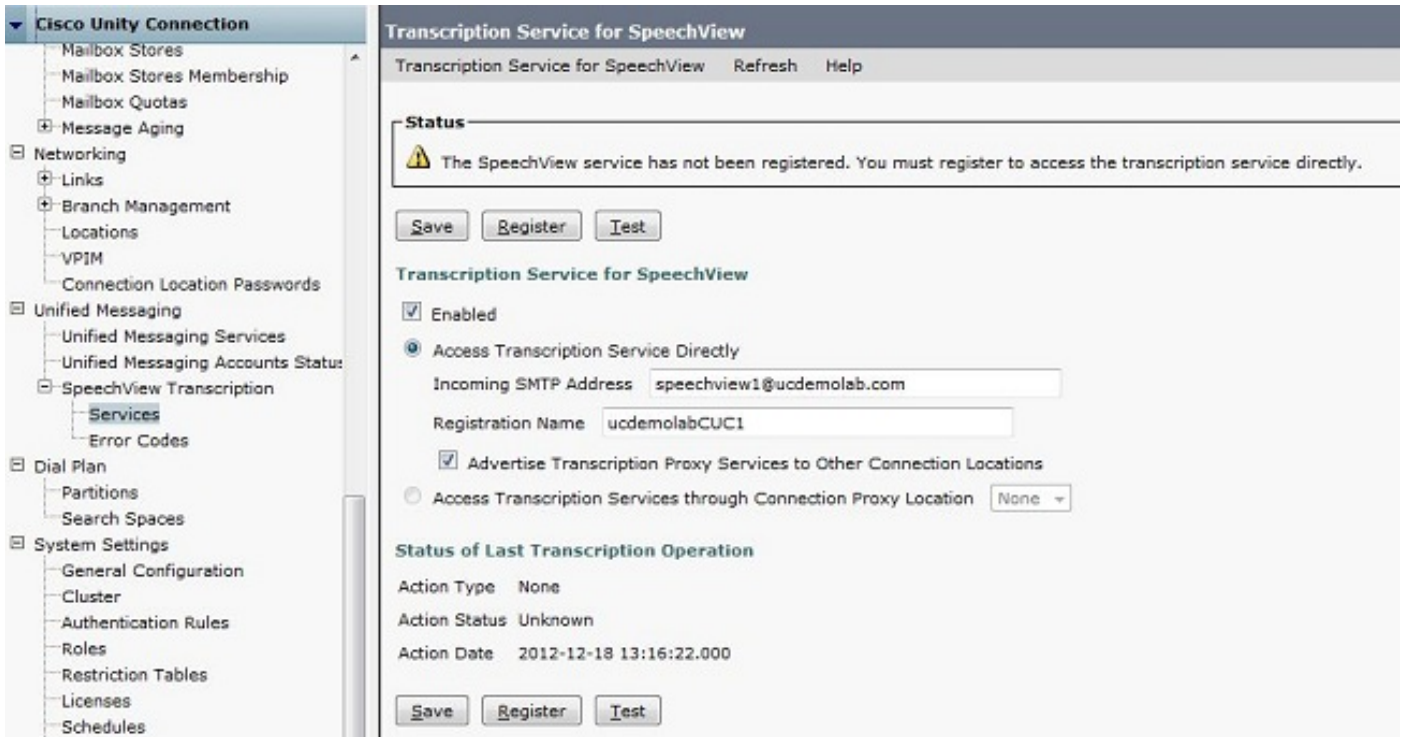 Cisco Unity Connection
Mailbox Stores
Mailbox Stores Membership
Mailbox Quotas
Message Aging
Networking
Links
Branch Management
Locations
VPIM
Connection Location Passwords
Unified Messaging
Unified Messaging Services
Unified Messaging Accounts Status
SpeechView Transcription
Services
Error Codes
Dial Plan
Partitions
Search Spaces
System Settings
General Configuration
Cluster
Authentication Rules
Roles
Restriction Tables
Licenses
Schedules
Transcription Service for SpeechView
Transcription Service for SpeechView Refresh Help
Status
The SpeechView service has not been registered. You must register to access the transcription service directly.
Save Register Test
Transcription Service for SpeechView
Enabled
Access Transcription Service Directly
Incoming SMTP Address speechview1@ucdemolab.com
Registration Name ucdemolabCUC1
Advertise Transcription Proxy Services to Other Connection Locations
Access Transcription Services through Connection Proxy Location None
Status of Last Transcription Operation
Action Type None
Action Status Unknown
Action Date 2012-12-18 13:16:22.000
Save Register Test